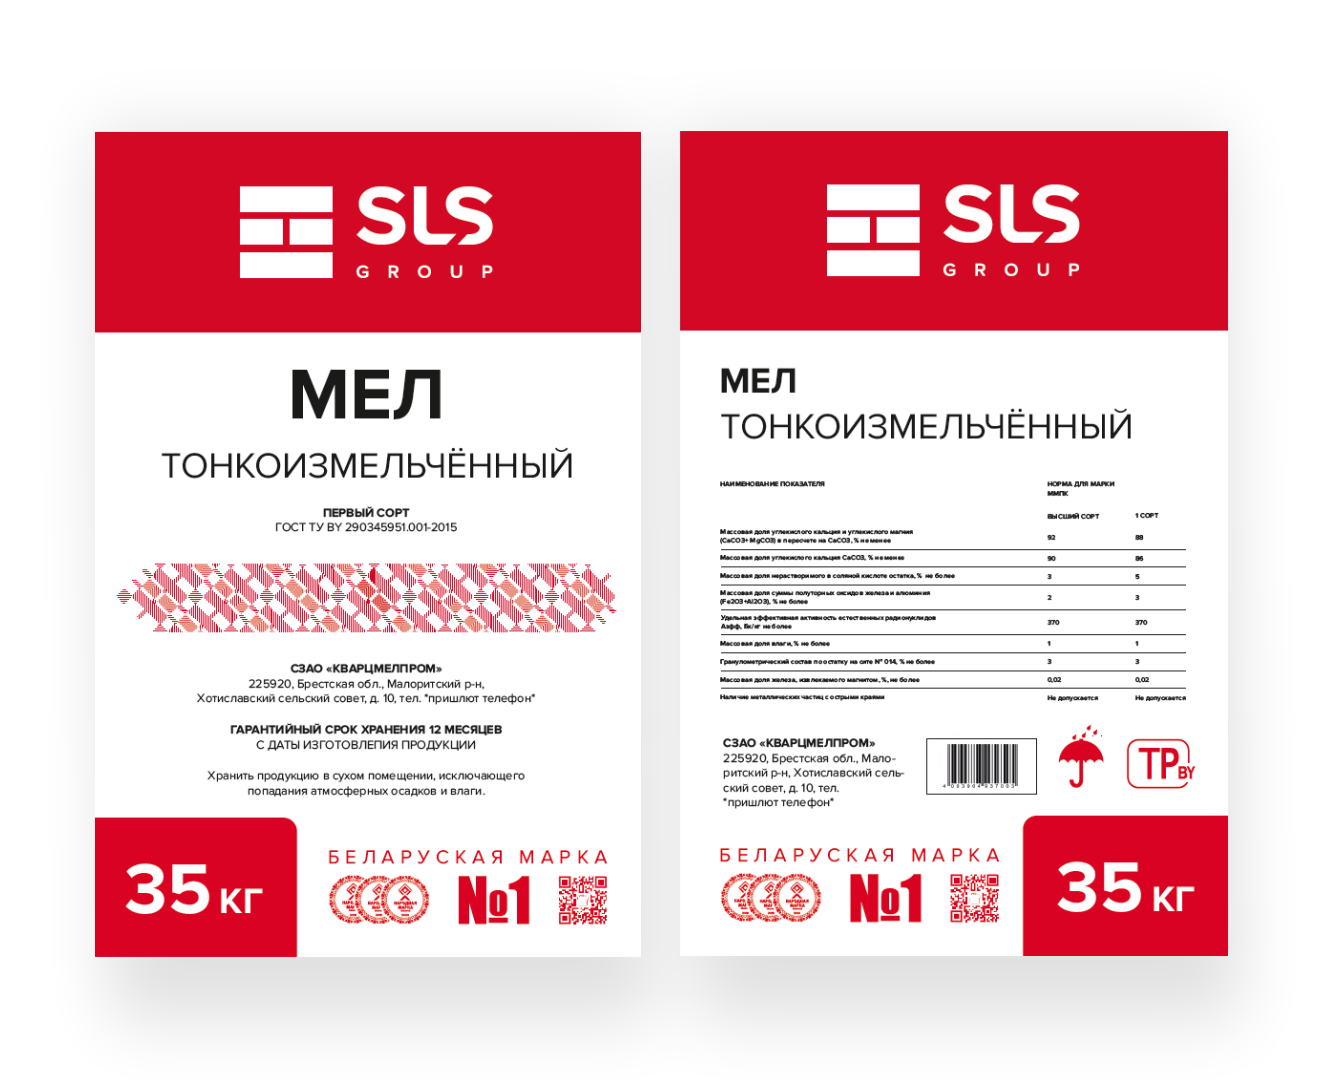 SLS
GROUP
МЕЛ
ТОНКОИЗМЕЛЬЧЁННЫЙ
ПЕРВЫЙ СОРТ
ГОСТ ТУ BY 290345951.001-2015
СЗАО «КВАРЦМЕЛПРОМ»
225920, Брестская обл., Малоритский р-н,
Хотиславский сельский совет, д. 10, тел. *пришлют телефон*
ГАРАНТИЙНЫЙ СРОК ХРАНЕНИЯ 12 МЕСЯЦЕВ
С ДАТЫ ИЗГОТОВЛЕПИЯ ПРОДУКЦИИ
Хранить продукцию в сухом помещении, исключающего
попадания атмосферных осадков и влаги.
35 кг
БЕЛАРУСКАЯ МАРКА
НАРОДНАЯ
МАРКА
№1
SLS
GROUP
МЕЛ
ТОНКОИЗМЕЛЬЧЁННЫЙ
НАИМЕНОВАНИЕ ПОКАЗАТЕЛЯ НОРМА ДЛЯ МАРКИ
ММПК
ВЫСШИЙ СОРТ 1 СОРТ
Массовая доля углекислого кальция и углекислого магния
(CaCO3+ MgCO3) в пересчете на CaCO3, % не менее 92 88
Массовая доля углекислого кальция CaCO3, % не менее 90 86
Массовая доля нерастворимого в соляной кислоте остатка, % не более 3 5
Массовая доля суммы полуторных оксидов железа и алюминия
(Fe2O3+Al2O3), % не более 2 3
Удельная эффективная активность естественных радионуклидов
Аэфф, Бк/кг не более 370 370
Массовая доля влаги, % не более 1 1
Гранулометрический состав по остатку на сите № 014, % не более 3 3
Массовая доля железа, извлекаемого магнитом, %, не более 0,02 0,02
Наличие металлических частиц с острыми краями Не допускается Не допускается
СЗАО «КВАРЦМЕЛПРОМ»
225920, Брестская обл., Мало-
ритский р-н, Хотиславский сель-
ский совет, д. 10, тел.
*пришлют телефон*
TP BY
БЕЛАРУСКАЯ МАРКА
НАРОДНАЯ
МАРКА
№1
35 кг